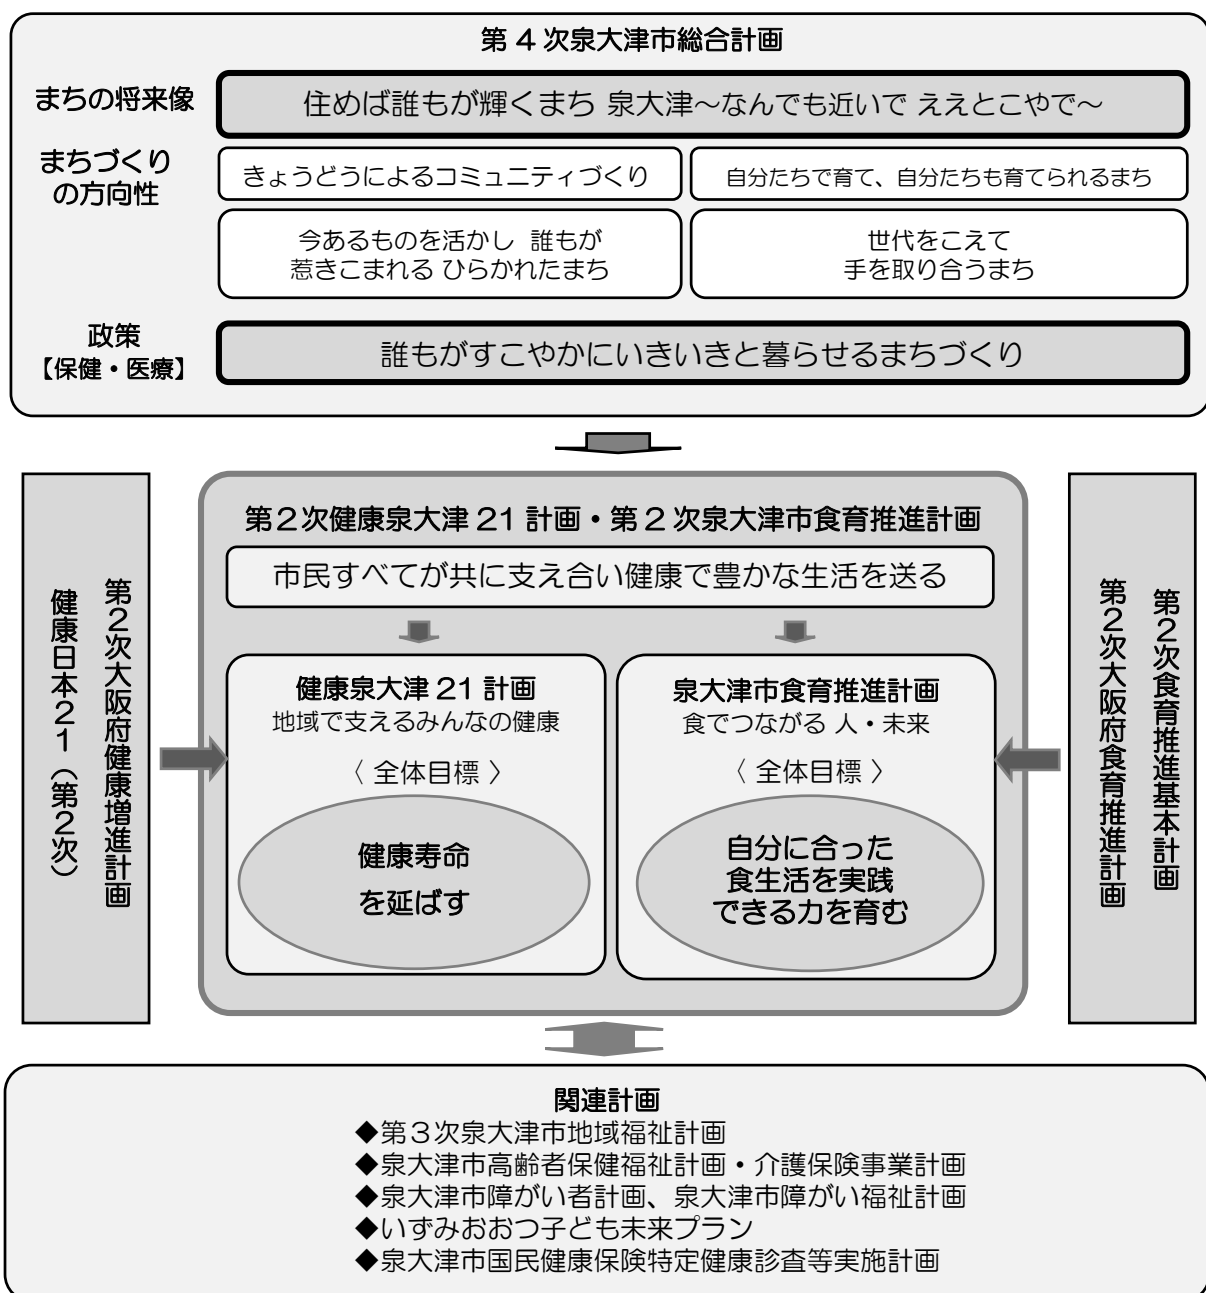 第4次泉大津市総合計画
まちの将来像
住めば誰もが輝くまち 泉大津～なんでも近いで ええとこやで～
まちづくり
の方向性
きょうどうによるコミュニティづくり
自分たちで育て、自分たちも育てられるまち
今あるものを活かし 誰もが
惹きこまれる ひらかれたまち
世代をこえて
手を取り合うまち
政策
【保健・医療】
誰もがすこやかにいきいきと暮らせるまちづくり
第2次大阪府健康増進計画
健康日本21（第2次）
第2次健康泉大津21計画・第2次泉大津市食育推進計画
市民すべてが共に支え合い健康で豊かな生活を送る
健康泉大津21計画
地域で支えるみんなの健康
〈 全体目標 〉
健康寿命
を延ばす
泉大津市食育推進計画
食でつながる 人・未来
〈 全体目標 〉
自分に合った
食生活を実践
できる力を育む
第2次食育推進基本計画
第2次大阪府食育推進計画
関連計画
◆第3次泉大津市地域福祉計画
◆泉大津市高齢者保健福祉計画・介護保険事業計画
◆泉大津市障がい者計画、泉大津市障がい福祉計画
◆いずみおおつ子ども未来プラン
◆泉大津市国民健康保険特定健康診査等実施計画